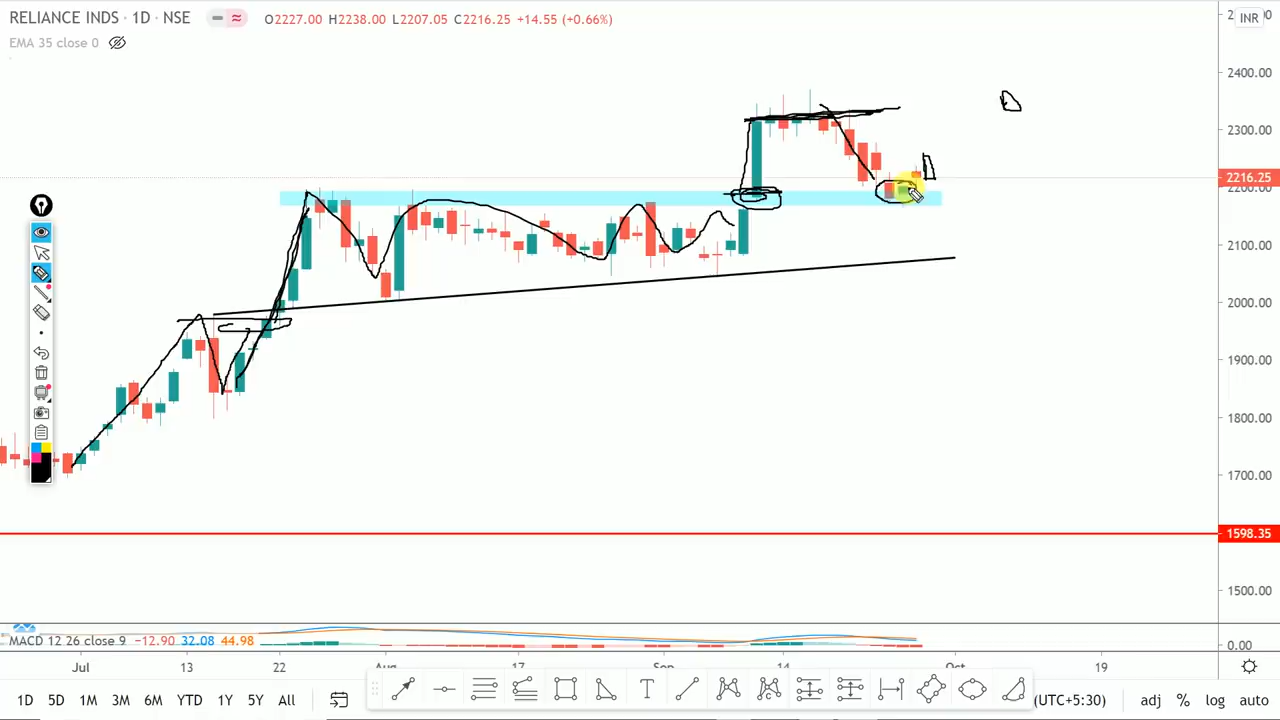 RELIANCE INDS · 1D · NSE O2227.00 H2238.00 L2207.05 C2216.25 +14.55 (+0.66%)
INR
EMA 35 close 0
2400.00
2300.00
2216.25
2200.00
2100.00
2000.00
1900.00
1800.00
1700.00
1598.35
1500.00
MACD 12 26 close 9 −12.90 32.08 44.98
0.00
Jul 13 22 Aug 17 Sep 14 Oct 19
1D 5D 1M 3M 6M YTD 1Y 5Y All (UTC+5:30) adj % log auto